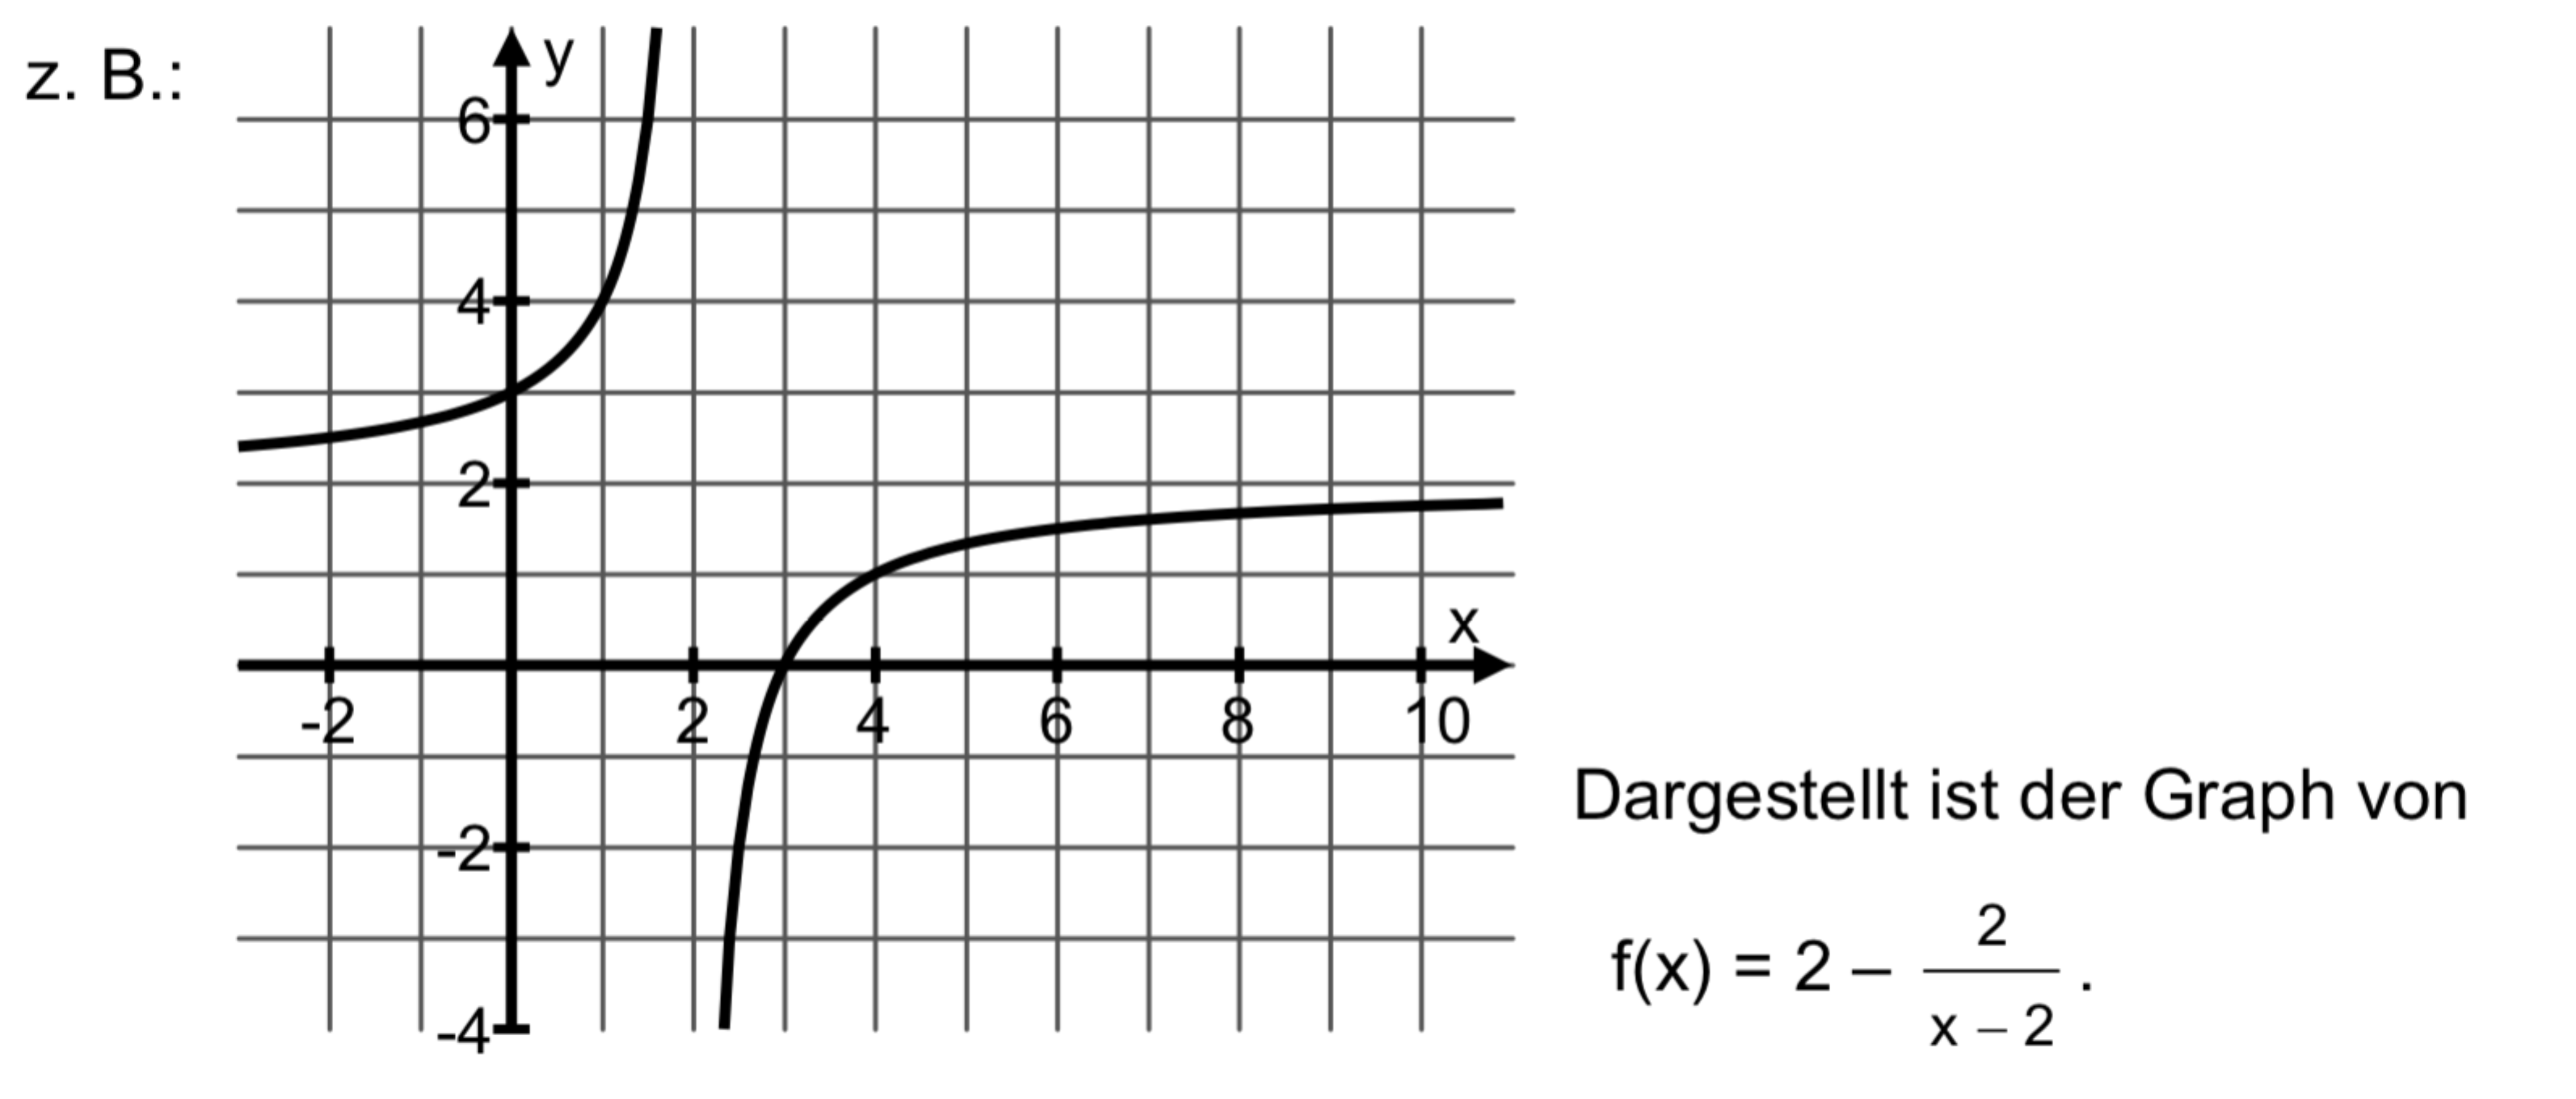 z. B.:
y
6
4
2
x
-2 2 4 6 8 10
-2
-4
Dargestellt ist der Graph von
f(x) = 2 – 2/(x – 2) .